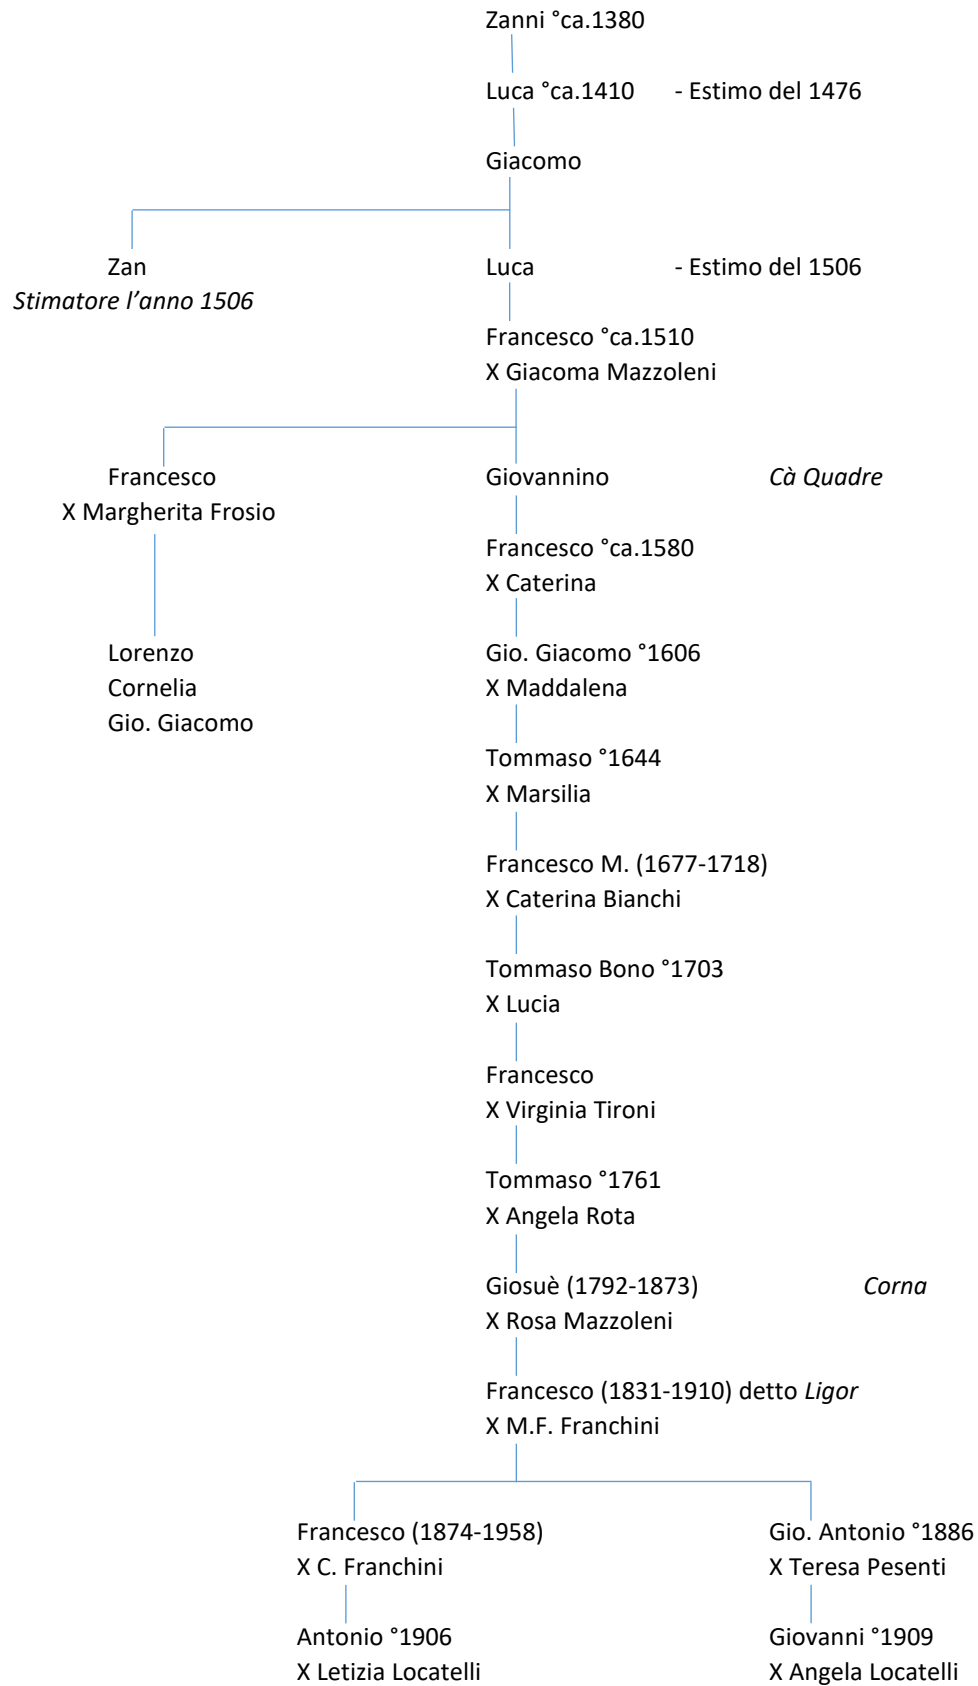 Zanni °ca.1380
Luca °ca.1410 - Estimo del 1476
Giacomo
Zan Luca - Estimo del 1506
Stimatore l’anno 1506
Francesco °ca.1510
X Giacoma Mazzoleni
Francesco Giovannino Cà Quadre
X Margherita Frosio
Francesco °ca.1580
X Caterina
Lorenzo Gio. Giacomo °1606
Cornelia X Maddalena
Gio. Giacomo
Tommaso °1644
X Marsilia
Francesco M. (1677-1718)
X Caterina Bianchi
Tommaso Bono °1703
X Lucia
Francesco
X Virginia Tironi
Tommaso °1761
X Angela Rota
Giosuè (1792-1873) Corna
X Rosa Mazzoleni
Francesco (1831-1910) detto Ligor
X M.F. Franchini
Francesco (1874-1958) Gio. Antonio °1886
X C. Franchini X Teresa Pesenti
Antonio °1906 Giovanni °1909
X Letizia Locatelli X Angela Locatelli